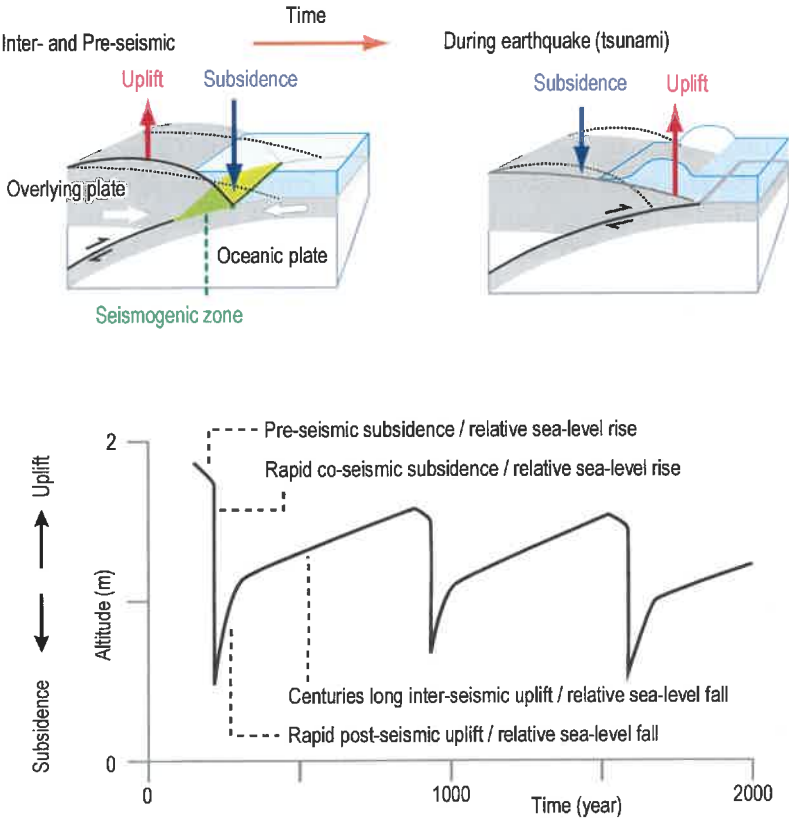 Time
Inter- and Pre-seismic
During earthquake (tsunami)
Uplift
Subsidence
Subsidence
Uplift
Overlying plate
Oceanic plate
Seismogenic zone
Pre-seismic subsidence / relative sea-level rise
Rapid co-seismic subsidence / relative sea-level rise
2
Uplift
Altitude (m)
Subsidence
Centuries long inter-seismic uplift / relative sea-level fall
Rapid post-seismic uplift / relative sea-level fall
0
0
1000
2000
Time (year)